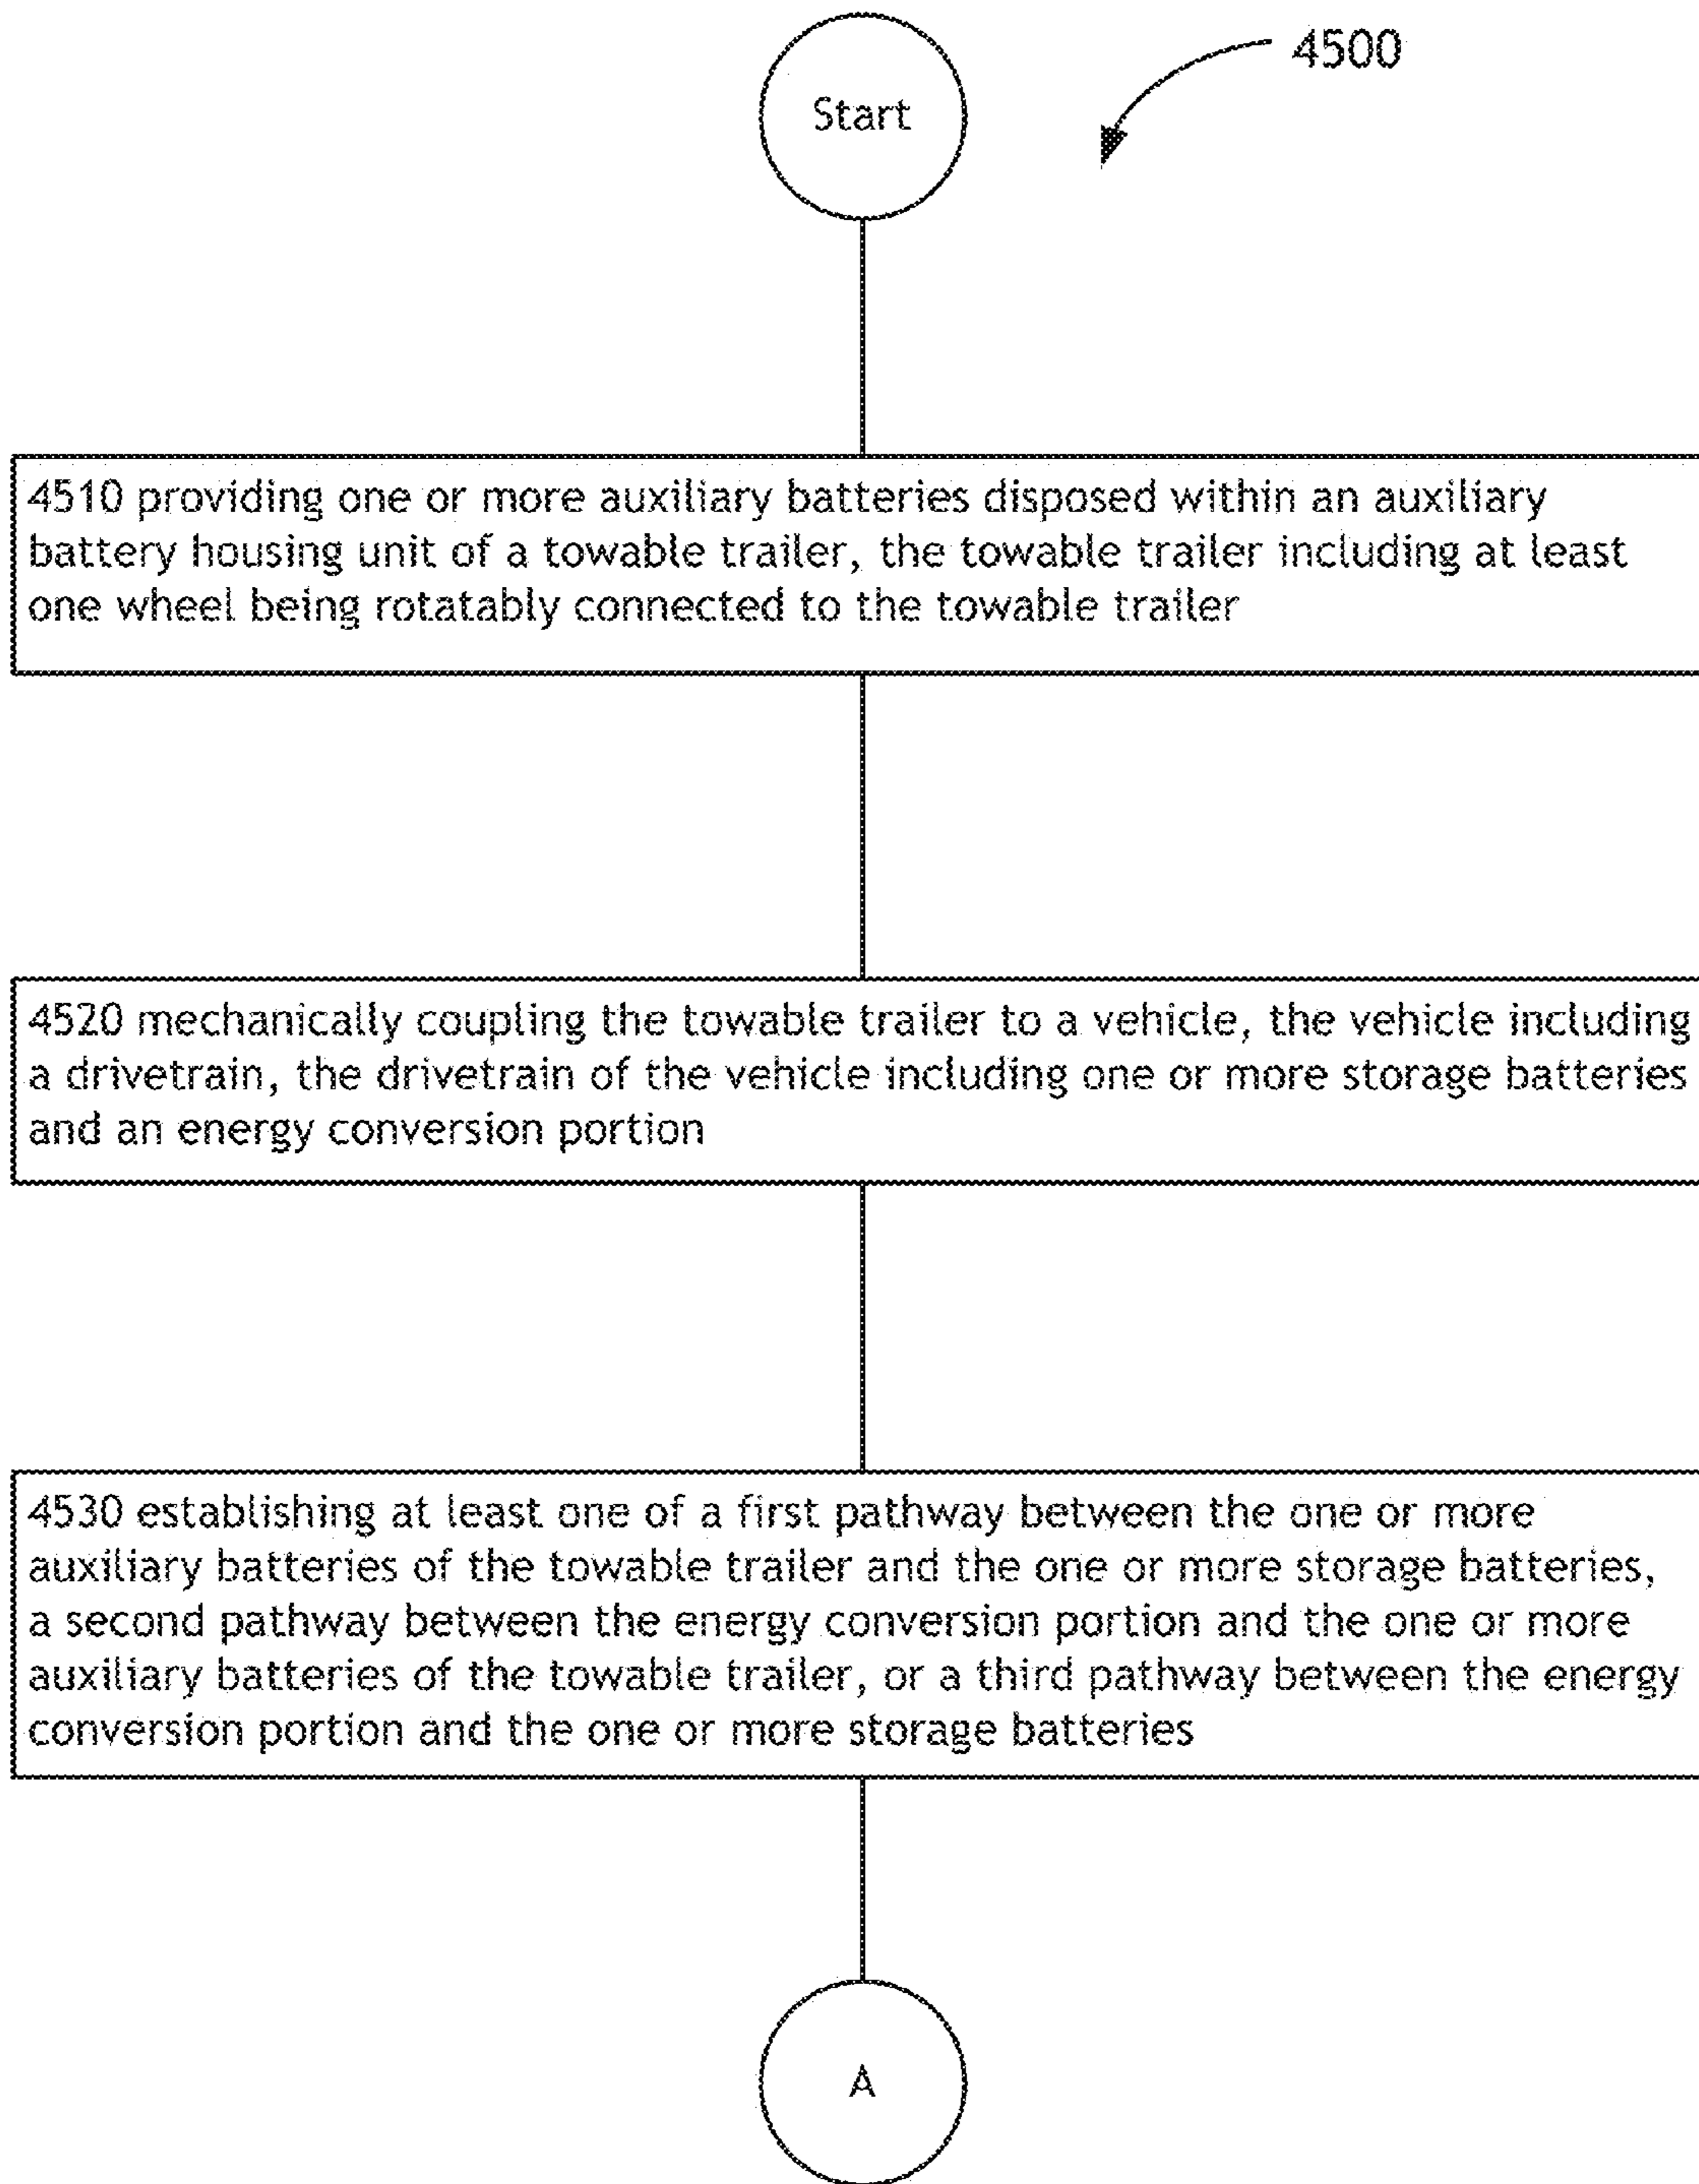 4500
Start
4510 providing one or more auxiliary batteries disposed within an auxiliary
battery housing unit of a towable trailer, the towable trailer including at least
one wheel being rotatably connected to the towable trailer
4520 mechanically coupling the towable trailer to a vehicle, the vehicle including
a drivetrain, the drivetrain of the vehicle including one or more storage batteries
and an energy conversion portion
4530 establishing at least one of a first pathway between the one or more
auxiliary batteries of the towable trailer and the one or more storage batteries,
a second pathway between the energy conversion portion and the one or more
auxiliary batteries of the towable trailer, or a third pathway between the energy
conversion portion and the one or more storage batteries
A